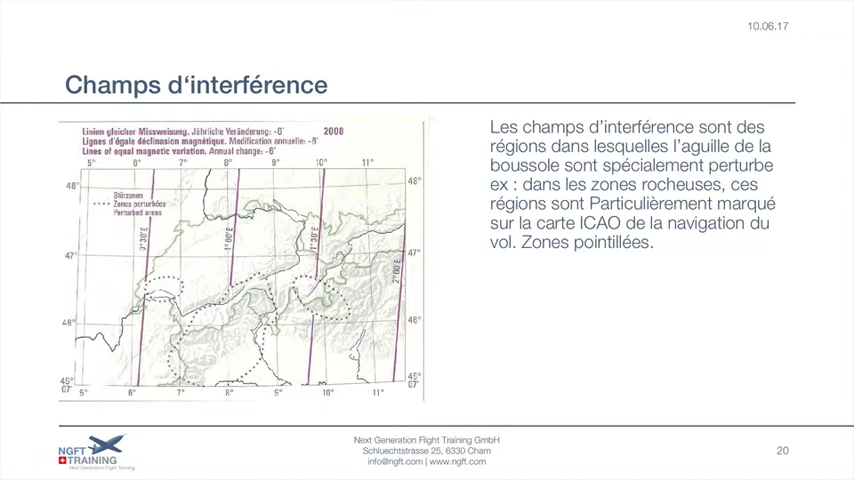 10.06.17
Champs d‘interférence
Linien gleicher Missweisung. Jährliche Veränderung: -6' 2008
Lignes d'égale déclinaison magnétique. Modification annuelle: -6'
Lines of equal magnetic variation. Annual change: -6'
5° 6° 7° 8° 9° 10° 11°
48° 48°
Störzonen
Zones perturbées
Perturbed areas
0°30'E 1°00'E 1°30'E
47° 47°
2°00'E
46° 46°
45° 45°
07' 07'
5° 6° 7° 8° 9° 10° 11°
Les champs d’interférence sont des
régions dans lesquelles l’aguille de la
boussole sont spécialement perturbe
ex : dans les zones rocheuses, ces
régions sont Particulièrement marqué
sur la carte ICAO de la navigation du
vol. Zones pointillées.
NGFT
TRAINING
Next Generation Flight Training
Next Generation Flight Training GmbH
Schluechtstrasse 25, 6330 Cham
info@ngft.com | www.ngft.com
20